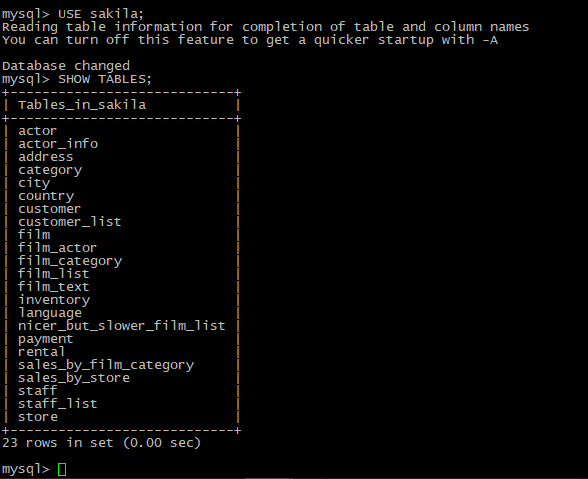 mysql> USE sakila;
Reading table information for completion of table and column names
You can turn off this feature to get a quicker startup with -A

Database changed
mysql> SHOW TABLES;
+----------------------------+
| Tables_in_sakila           |
+----------------------------+
| actor                      |
| actor_info                 |
| address                    |
| category                   |
| city                       |
| country                    |
| customer                   |
| customer_list              |
| film                       |
| film_actor                 |
| film_category              |
| film_list                  |
| film_text                  |
| inventory                  |
| language                   |
| nicer_but_slower_film_list |
| payment                    |
| rental                     |
| sales_by_film_category     |
| sales_by_store             |
| staff                      |
| staff_list                 |
| store                      |
+----------------------------+
23 rows in set (0.00 sec)

mysql>